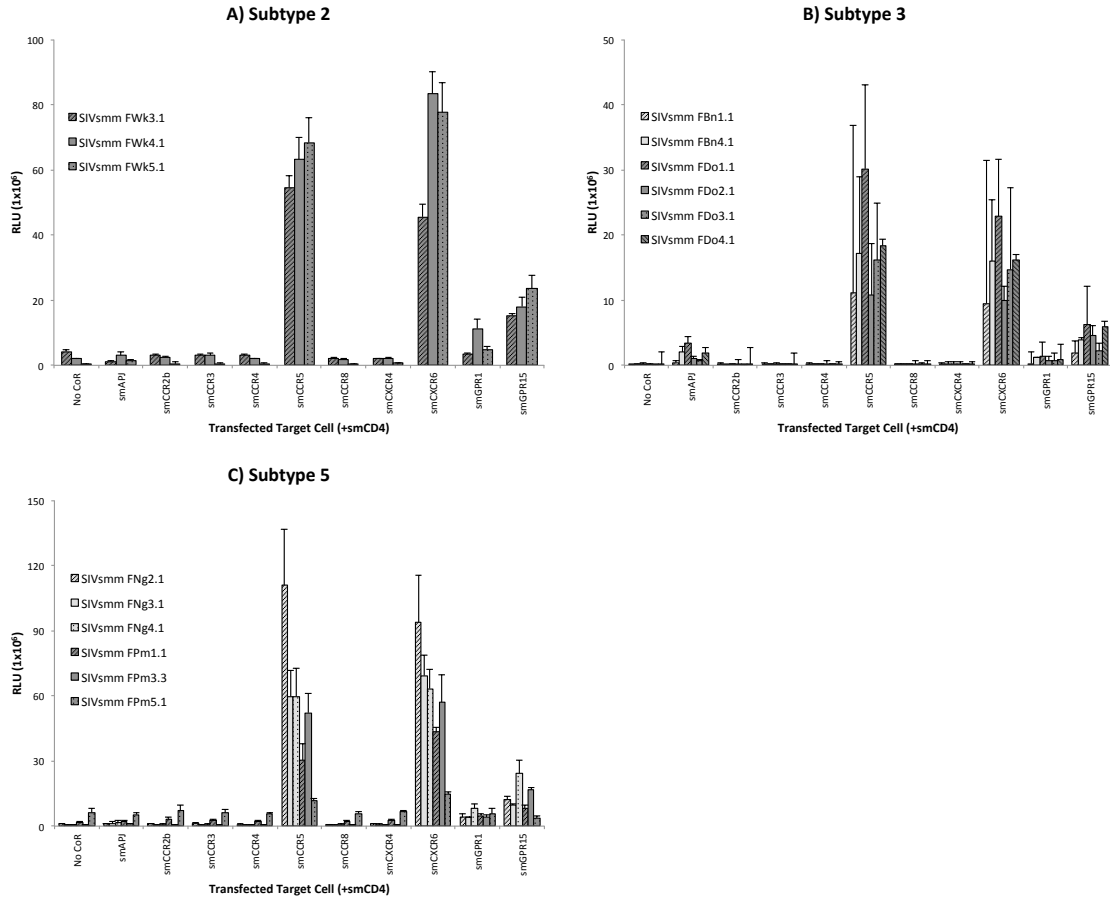 A) Subtype 2
100
80
60
40
20
0
RLU (1x10⁶)
SIVsmm FWk3.1
SIVsmm FWk4.1
SIVsmm FWk5.1
No CoR
smAPJ
smCCR2b
smCCR3
smCCR4
smCCR5
smCCR8
smCXCR4
smCXCR6
smGPR1
smGPR15
Transfected Target Cell (+smCD4)
B) Subtype 3
50
40
30
20
10
0
RLU (1x10⁶)
SIVsmm FBn1.1
SIVsmm FBn4.1
SIVsmm FDo1.1
SIVsmm FDo2.1
SIVsmm FDo3.1
SIVsmm FDo4.1
No CoR
smAPJ
smCCR2b
smCCR3
smCCR4
smCCR5
smCCR8
smCXCR4
smCXCR6
smGPR1
smGPR15
Transfected Target Cell (+smCD4)
C) Subtype 5
150
120
90
60
30
0
RLU (1x10⁶)
SIVsmm FNg2.1
SIVsmm FNg3.1
SIVsmm FNg4.1
SIVsmm FPm1.1
SIVsmm FPm3.3
SIVsmm FPm5.1
No CoR
smAPJ
smCCR2b
smCCR3
smCCR4
smCCR5
smCCR8
smCXCR4
smCXCR6
smGPR1
smGPR15
Transfected Target Cell (+smCD4)